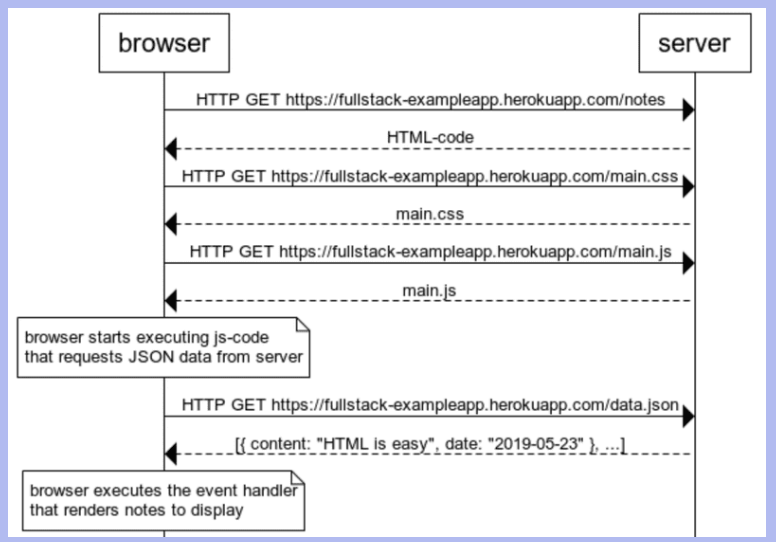 browser
server
HTTP GET https://fullstack-exampleapp.herokuapp.com/notes
HTML-code
HTTP GET https://fullstack-exampleapp.herokuapp.com/main.css
main.css
HTTP GET https://fullstack-exampleapp.herokuapp.com/main.js
main.js
browser starts executing js-code
that requests JSON data from server
HTTP GET https://fullstack-exampleapp.herokuapp.com/data.json
[{ content: "HTML is easy", date: "2019-05-23" }, ...]
browser executes the event handler
that renders notes to display